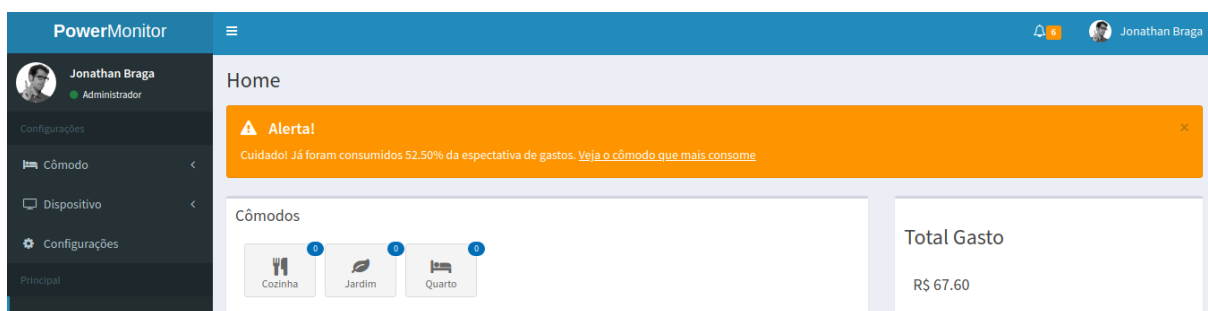 PowerMonitor
6
Jonathan Braga
Jonathan Braga
Administrador
Configurações
Cômodo
Dispositivo
Configurações
Principal
Home
Alerta!
×
Cuidado! Já foram consumidos 52.50% da espectativa de gastos. Veja o cômodo que mais consome
Cômodos
0
Cozinha
0
Jardim
0
Quarto
Total Gasto
R$ 67.60